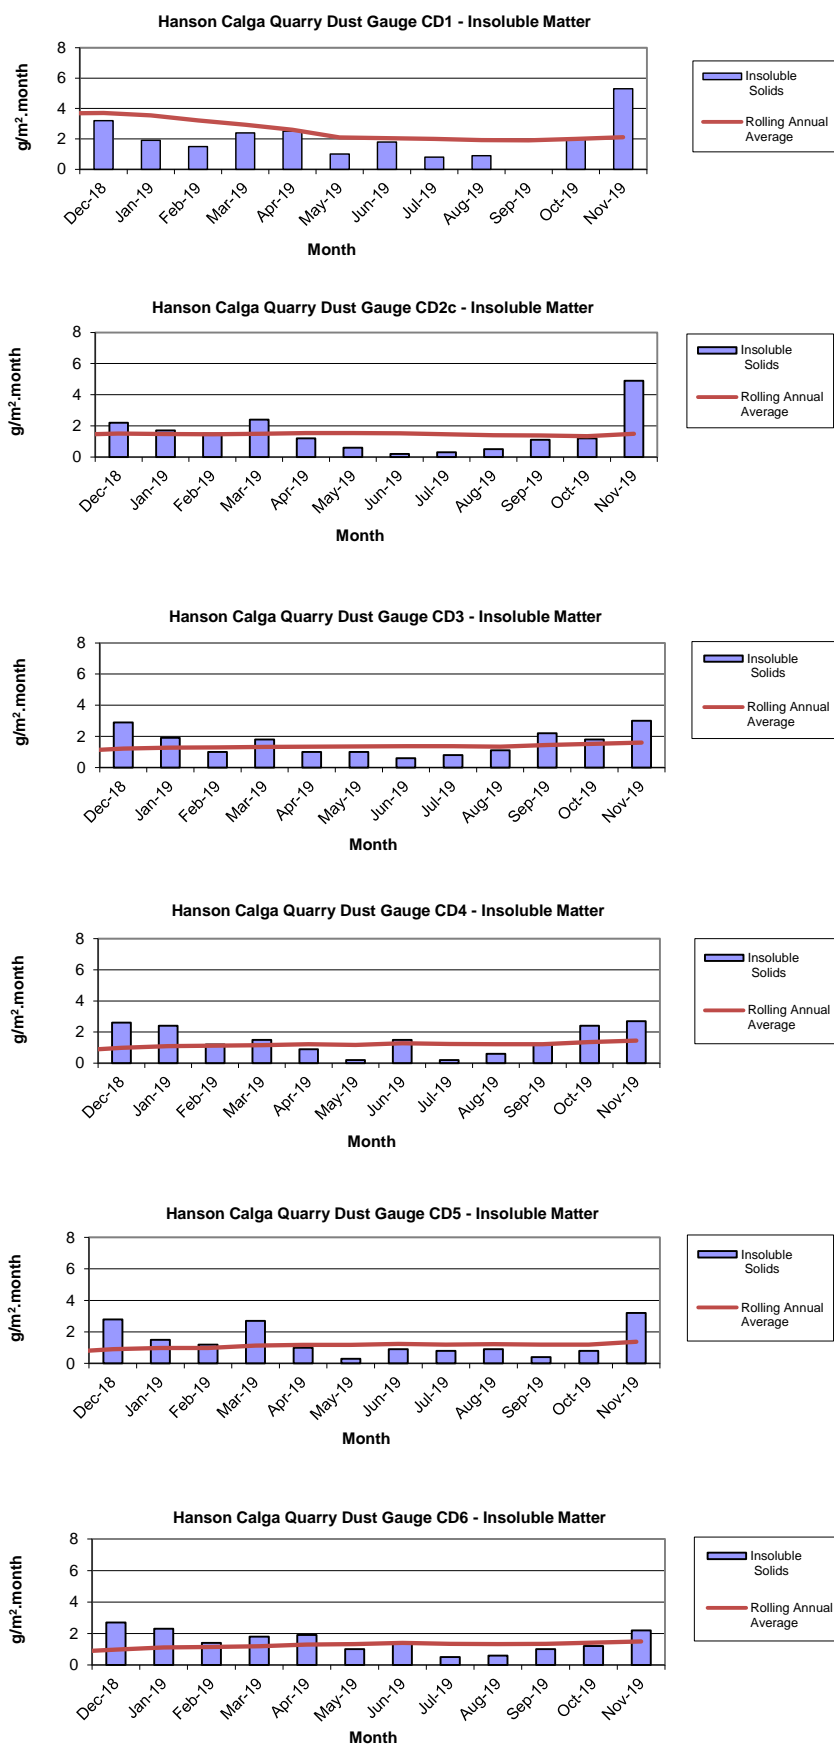 Hanson Calga Quarry Dust Gauge CD1 - Insoluble Matter
g/m².month
8
6
4
2
0
Dec-18
Jan-19
Feb-19
Mar-19
Apr-19
May-19
Jun-19
Jul-19
Aug-19
Sep-19
Oct-19
Nov-19
Month
Insoluble
Solids
Rolling Annual
Average
Hanson Calga Quarry Dust Gauge CD2c - Insoluble Matter
g/m².month
8
6
4
2
0
Dec-18
Jan-19
Feb-19
Mar-19
Apr-19
May-19
Jun-19
Jul-19
Aug-19
Sep-19
Oct-19
Nov-19
Month
Insoluble
Solids
Rolling Annual
Average
Hanson Calga Quarry Dust Gauge CD3 - Insoluble Matter
g/m².month
8
6
4
2
0
Dec-18
Jan-19
Feb-19
Mar-19
Apr-19
May-19
Jun-19
Jul-19
Aug-19
Sep-19
Oct-19
Nov-19
Month
Insoluble
Solids
Rolling Annual
Average
Hanson Calga Quarry Dust Gauge CD4 - Insoluble Matter
g/m².month
8
6
4
2
0
Dec-18
Jan-19
Feb-19
Mar-19
Apr-19
May-19
Jun-19
Jul-19
Aug-19
Sep-19
Oct-19
Nov-19
Month
Insoluble
Solids
Rolling Annual
Average
Hanson Calga Quarry Dust Gauge CD5 - Insoluble Matter
g/m².month
8
6
4
2
0
Dec-18
Jan-19
Feb-19
Mar-19
Apr-19
May-19
Jun-19
Jul-19
Aug-19
Sep-19
Oct-19
Nov-19
Month
Insoluble
Solids
Rolling Annual
Average
Hanson Calga Quarry Dust Gauge CD6 - Insoluble Matter
g/m².month
8
6
4
2
0
Dec-18
Jan-19
Feb-19
Mar-19
Apr-19
May-19
Jun-19
Jul-19
Aug-19
Sep-19
Oct-19
Nov-19
Month
Insoluble
Solids
Rolling Annual
Average